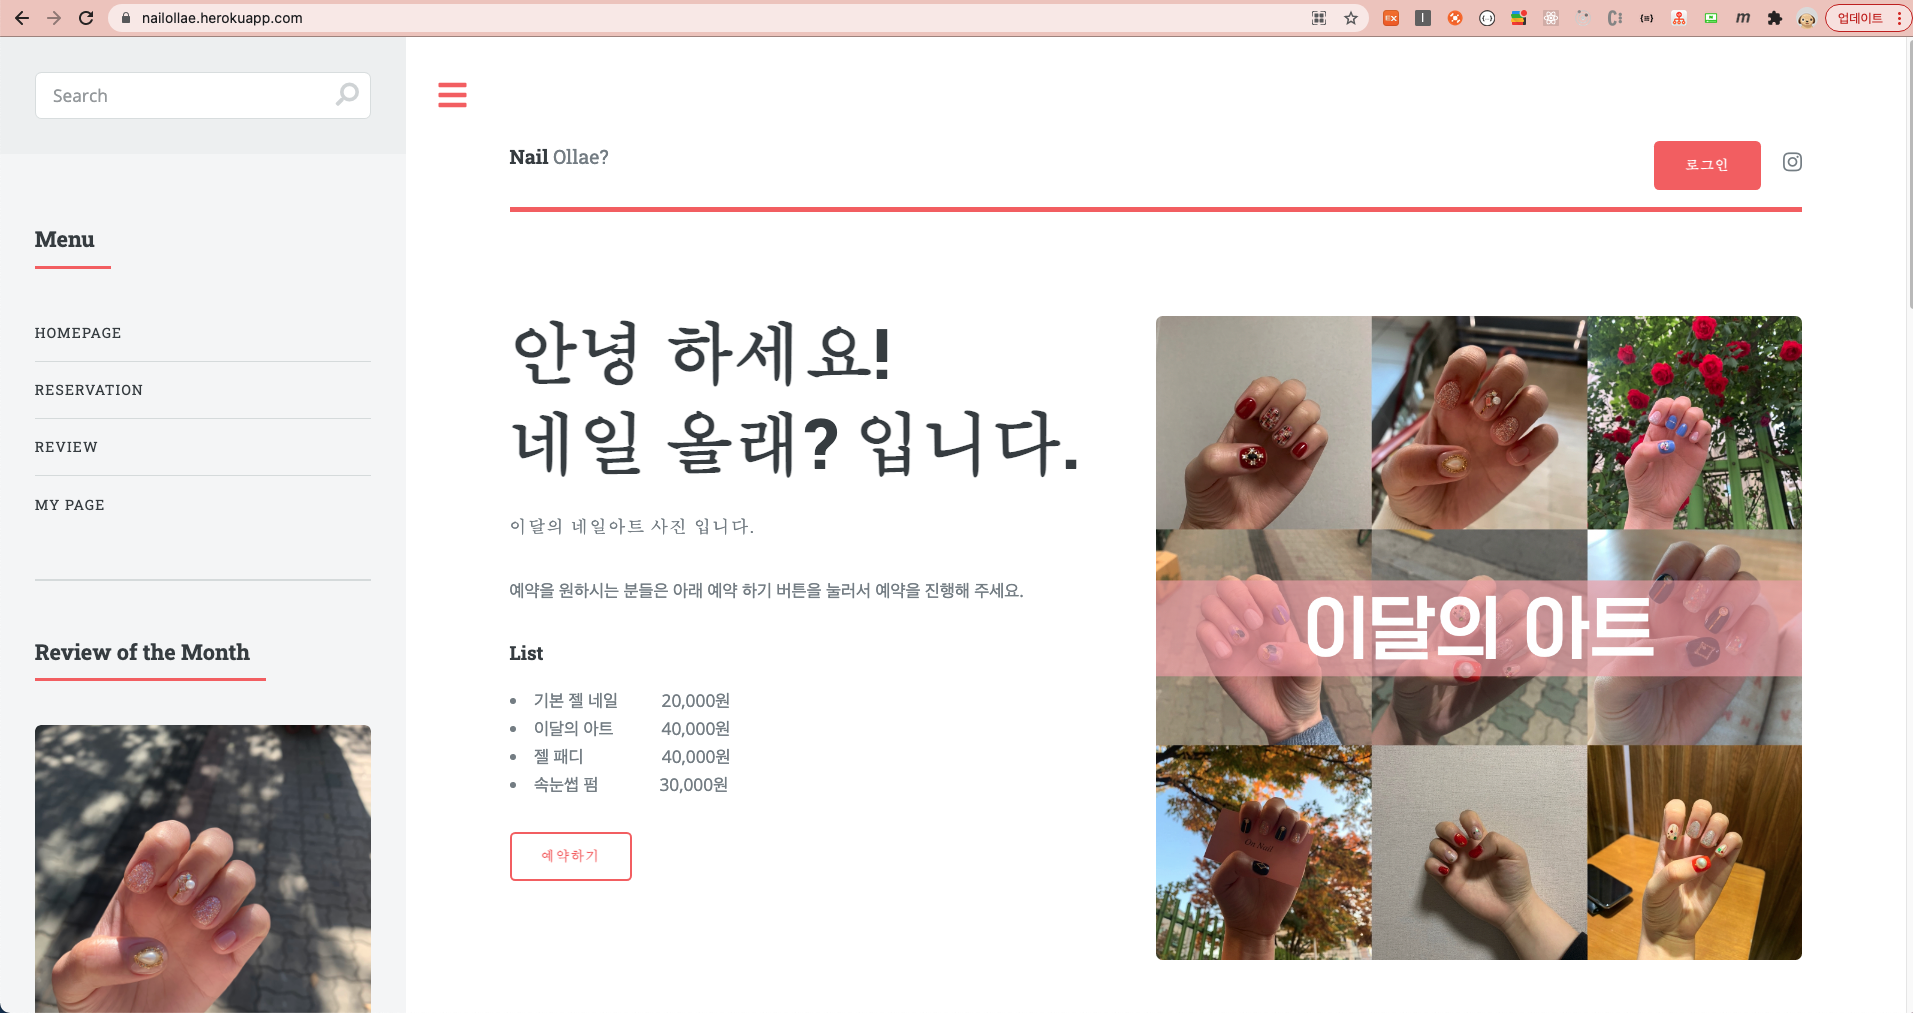 nailollae.herokuapp.com
업데이트
Search
Menu
HOMEPAGE
RESERVATION
REVIEW
MY PAGE
Review of the Month
Nail Ollae?
로그인
안녕 하세요!
네일 올래? 입니다.
이달의 네일아트 사진 입니다.
예약을 원하시는 분들은 아래 예약 하기 버튼을 눌러서 예약을 진행해 주세요.
List
기본 젤 네일 20,000원
이달의 아트 40,000원
젤 패디 40,000원
속눈썹 펌 30,000원
예약하기
이달의 아트